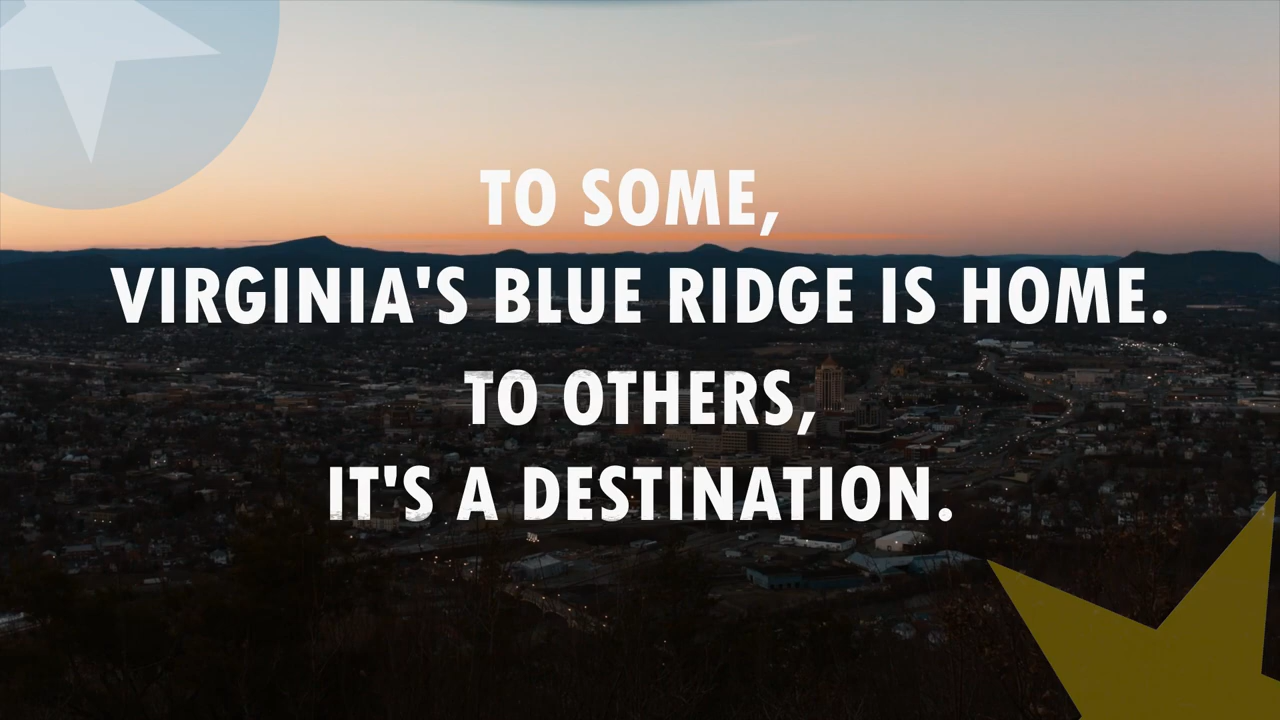 TO SOME,
VIRGINIA'S BLUE RIDGE IS HOME.
TO OTHERS,
IT'S A DESTINATION.